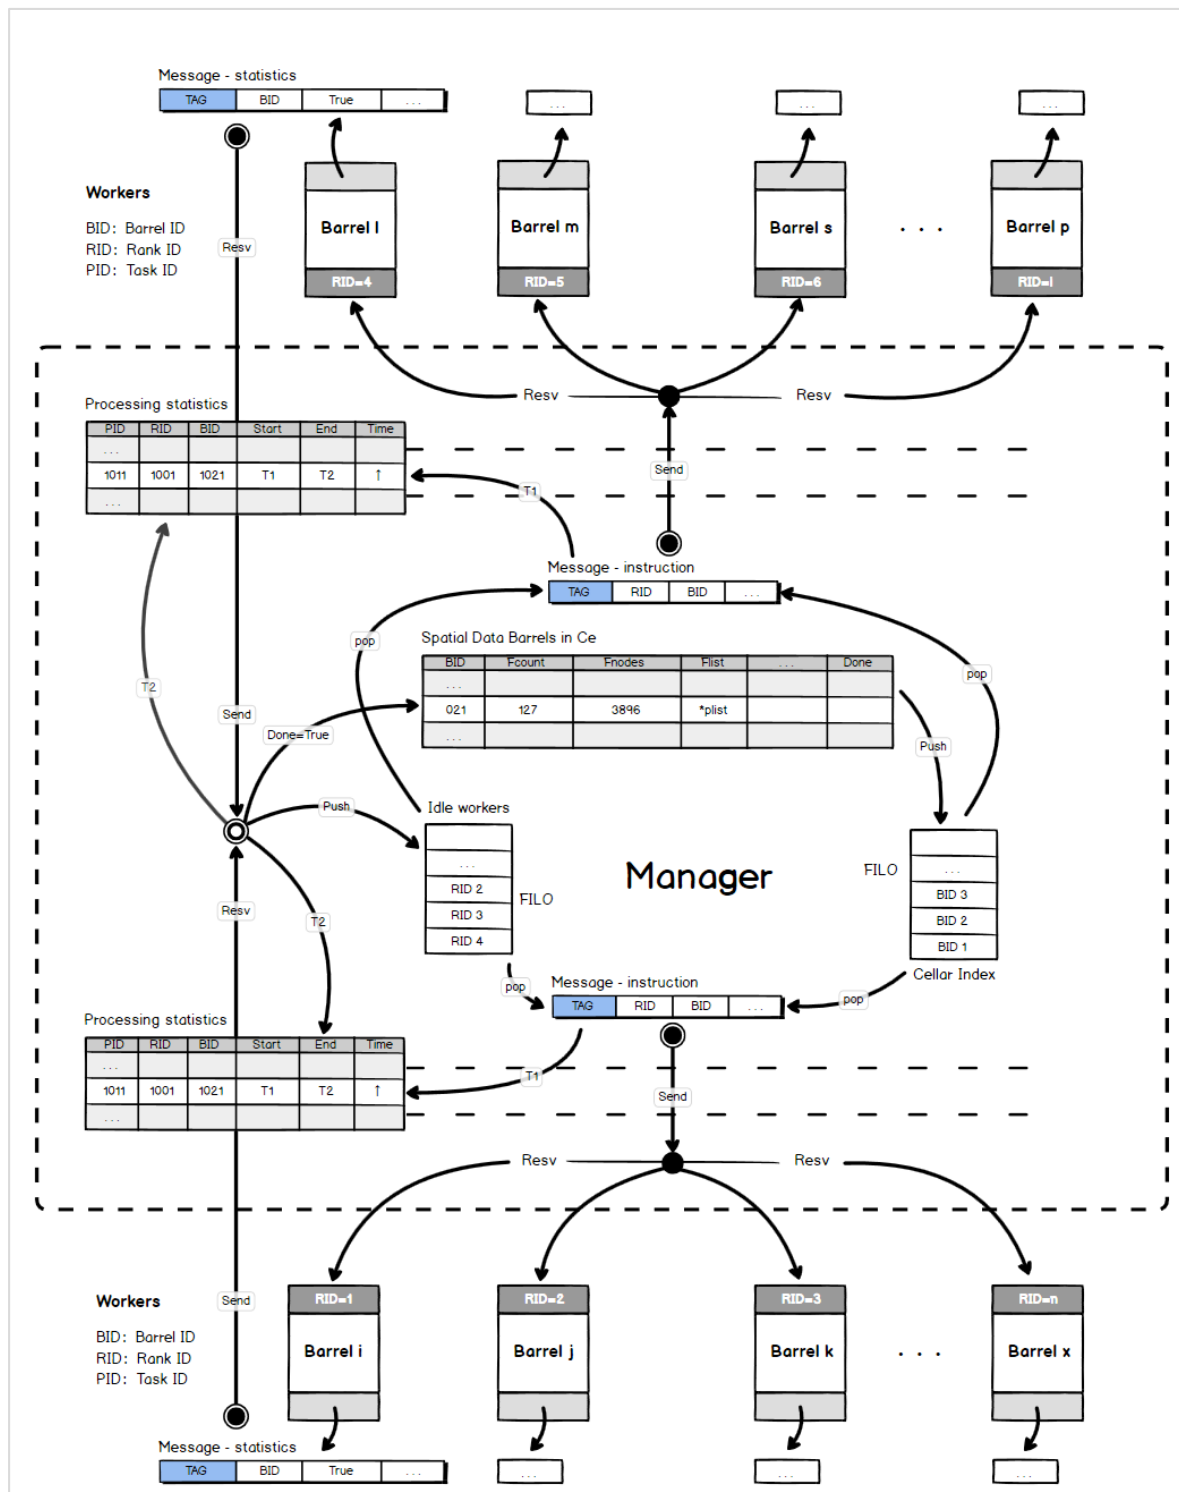 Message - statistics
TAG BID True ...
... ... ...
Workers
BID: Barrel ID
RID: Rank ID
PID: Task ID
Resv
Barrel l Barrel m Barrel s . . . Barrel p
RID=4 RID=5 RID=6 RID=l
Resv Resv
Processing statistics
PID RID BID Start End Time
...
1011 1001 1021 T1 T2 ↑
...
Send
T1
Message - instruction
TAG RID BID ...
pop
pop
Spatial Data Barrels in Ce
BID Fcount Fnodes Flist ... Done
...
021 127 3896 *plist
...
T2
Send
Done=True
Push
Push
Idle workers
...
RID 2
RID 3
RID 4
FILO
Manager
FILO
...
BID 3
BID 2
BID 1
Cellar Index
Resv
T2
pop
Message - instruction
TAG RID BID ...
pop
Processing statistics
PID RID BID Start End Time
...
1011 1001 1021 T1 T2 ↑
...
T1
Send
Resv Resv
Workers
BID: Barrel ID
RID: Rank ID
PID: Task ID
Send
RID=1 RID=2 RID=3 RID=n
Barrel i Barrel j Barrel k . . . Barrel x
Message - statistics
TAG BID True ...
... ... ...